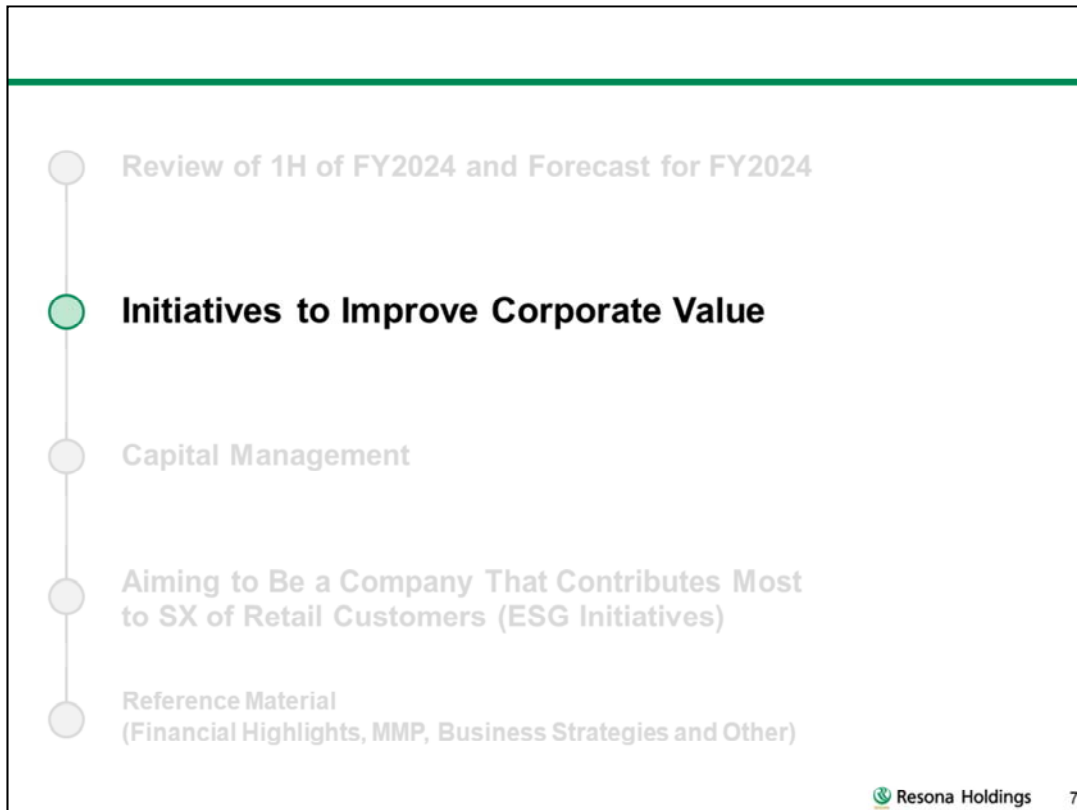 Review of 1H of FY2024 and Forecast for FY2024
Initiatives to Improve Corporate Value
Capital Management
Aiming to Be a Company That Contributes Most
to SX of Retail Customers (ESG Initiatives)
Reference Material
(Financial Highlights, MMP, Business Strategies and Other)
Resona Holdings 7